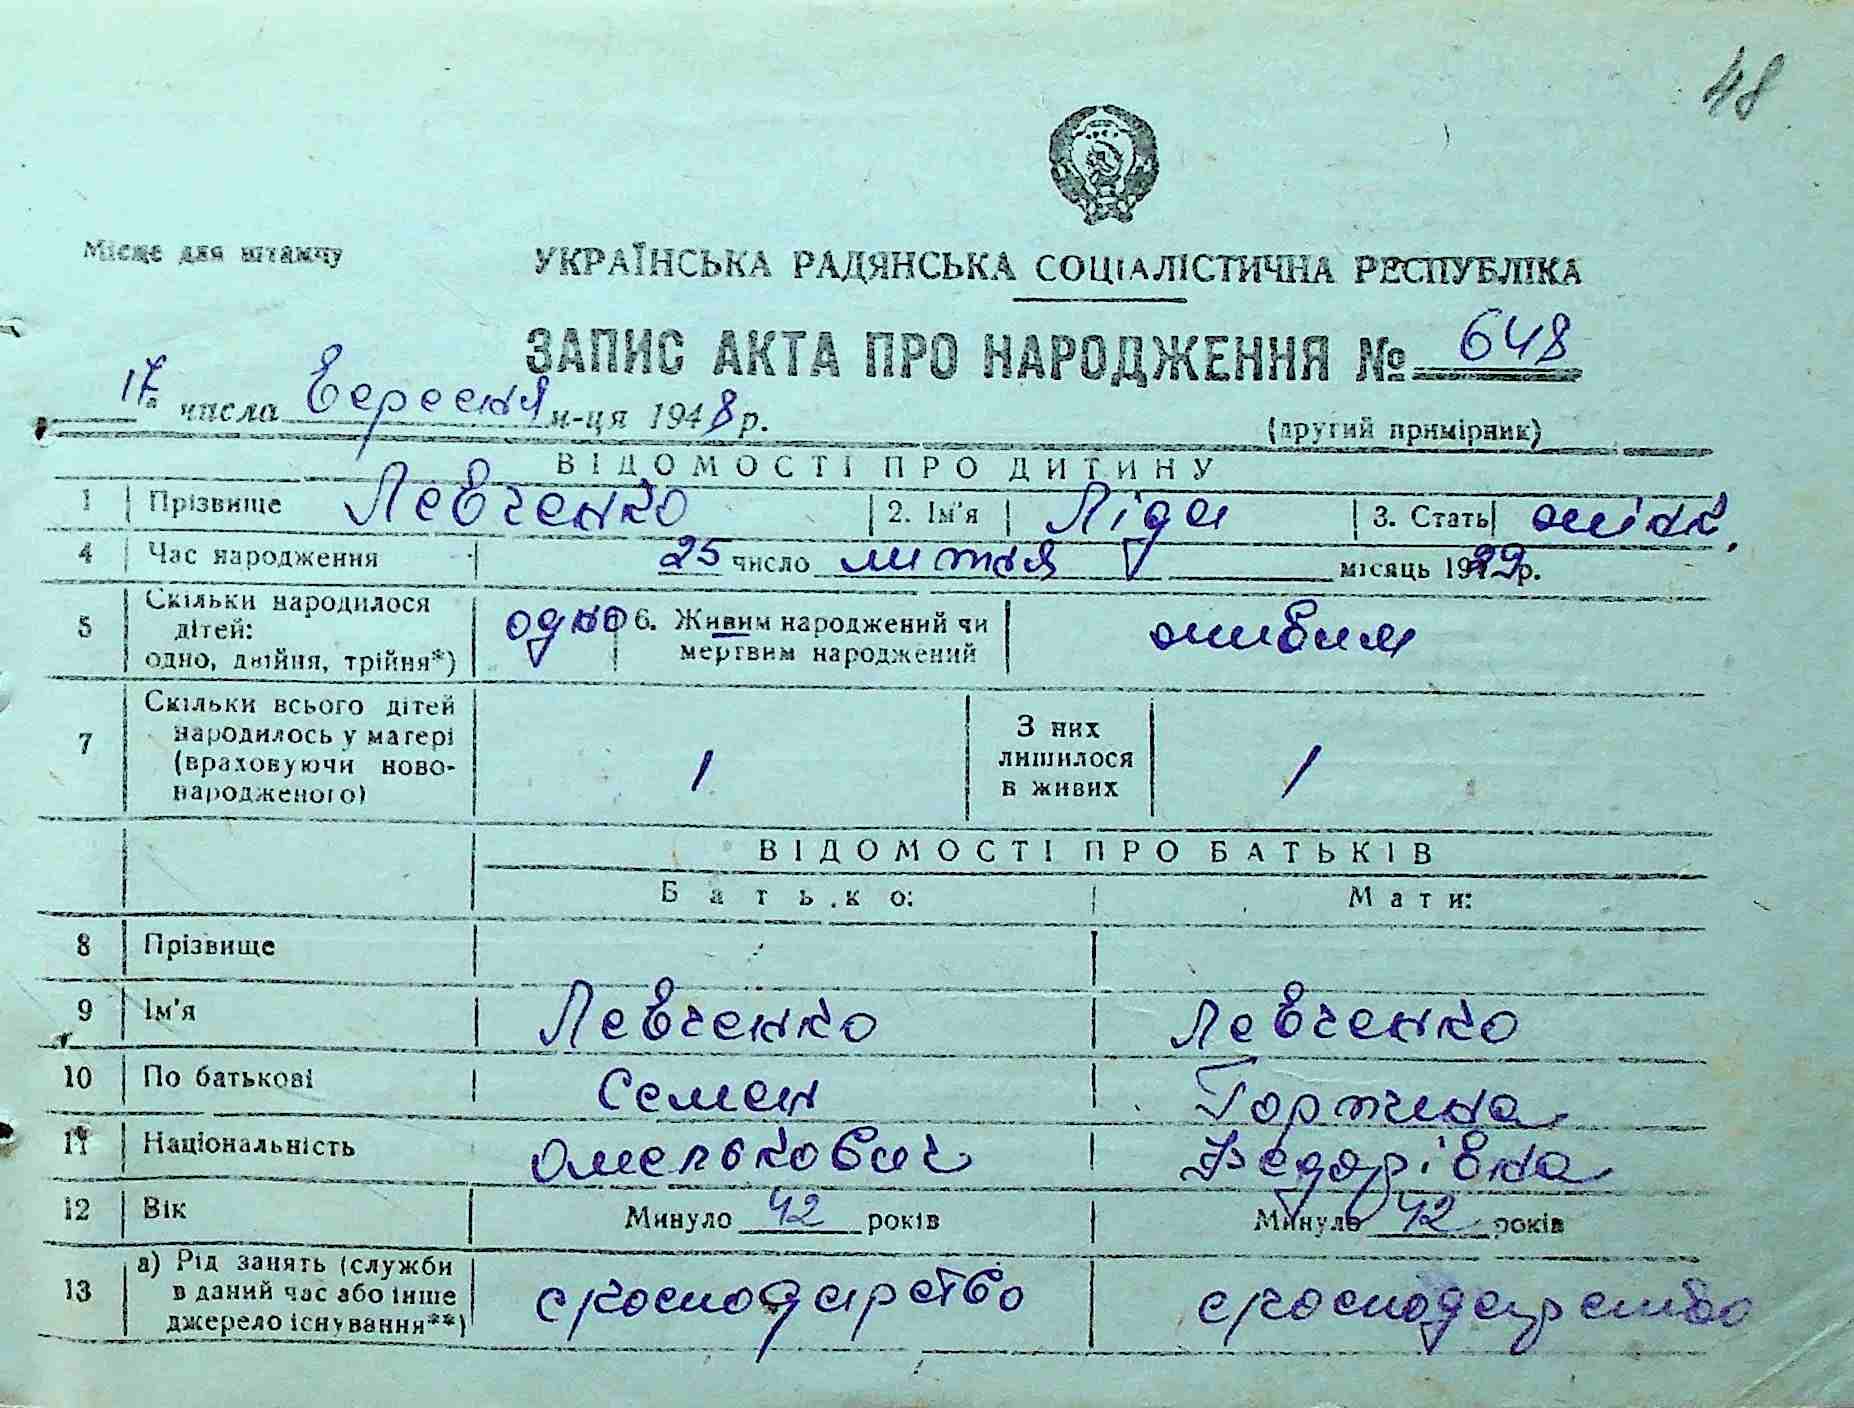 48
Місце для штампу
УКРАЇНСЬКА РАДЯНСЬКА СОЦІАЛІСТИЧНА РЕСПУБЛІКА
ЗАПИС АКТА ПРО НАРОДЖЕННЯ № 648
17 числа Вересня м-ця 1948 р.
(другий примірник)
ВІДОМОСТІ ПРО ДИТИНУ
1 Прізвище Левченко 2. Ім'я Ліда 3. Стать жіноч.
4 Час народження 25 число лютня місяць 1929 р.
5 Скільки народилося дітей: одно, двійня, трійня*) одно 6. Живим народжений чи мертвим народжений живим
7 Скільки всього дітей народилось у матері (враховуючи новонародженого) 1 З них лишилося в живих 1
ВІДОМОСТІ ПРО БАТЬКІВ
Батько: Мати:
8 Прізвище
9 Ім'я Левченко Левченко
10 По батькові Семен Горпина
11 Національність Омелькович Федорівна
12 Вік Минуло 42 років Минуло 42 років
13 а) Рід занять (служби в даний час або інше джерело існування**) господарство господарство